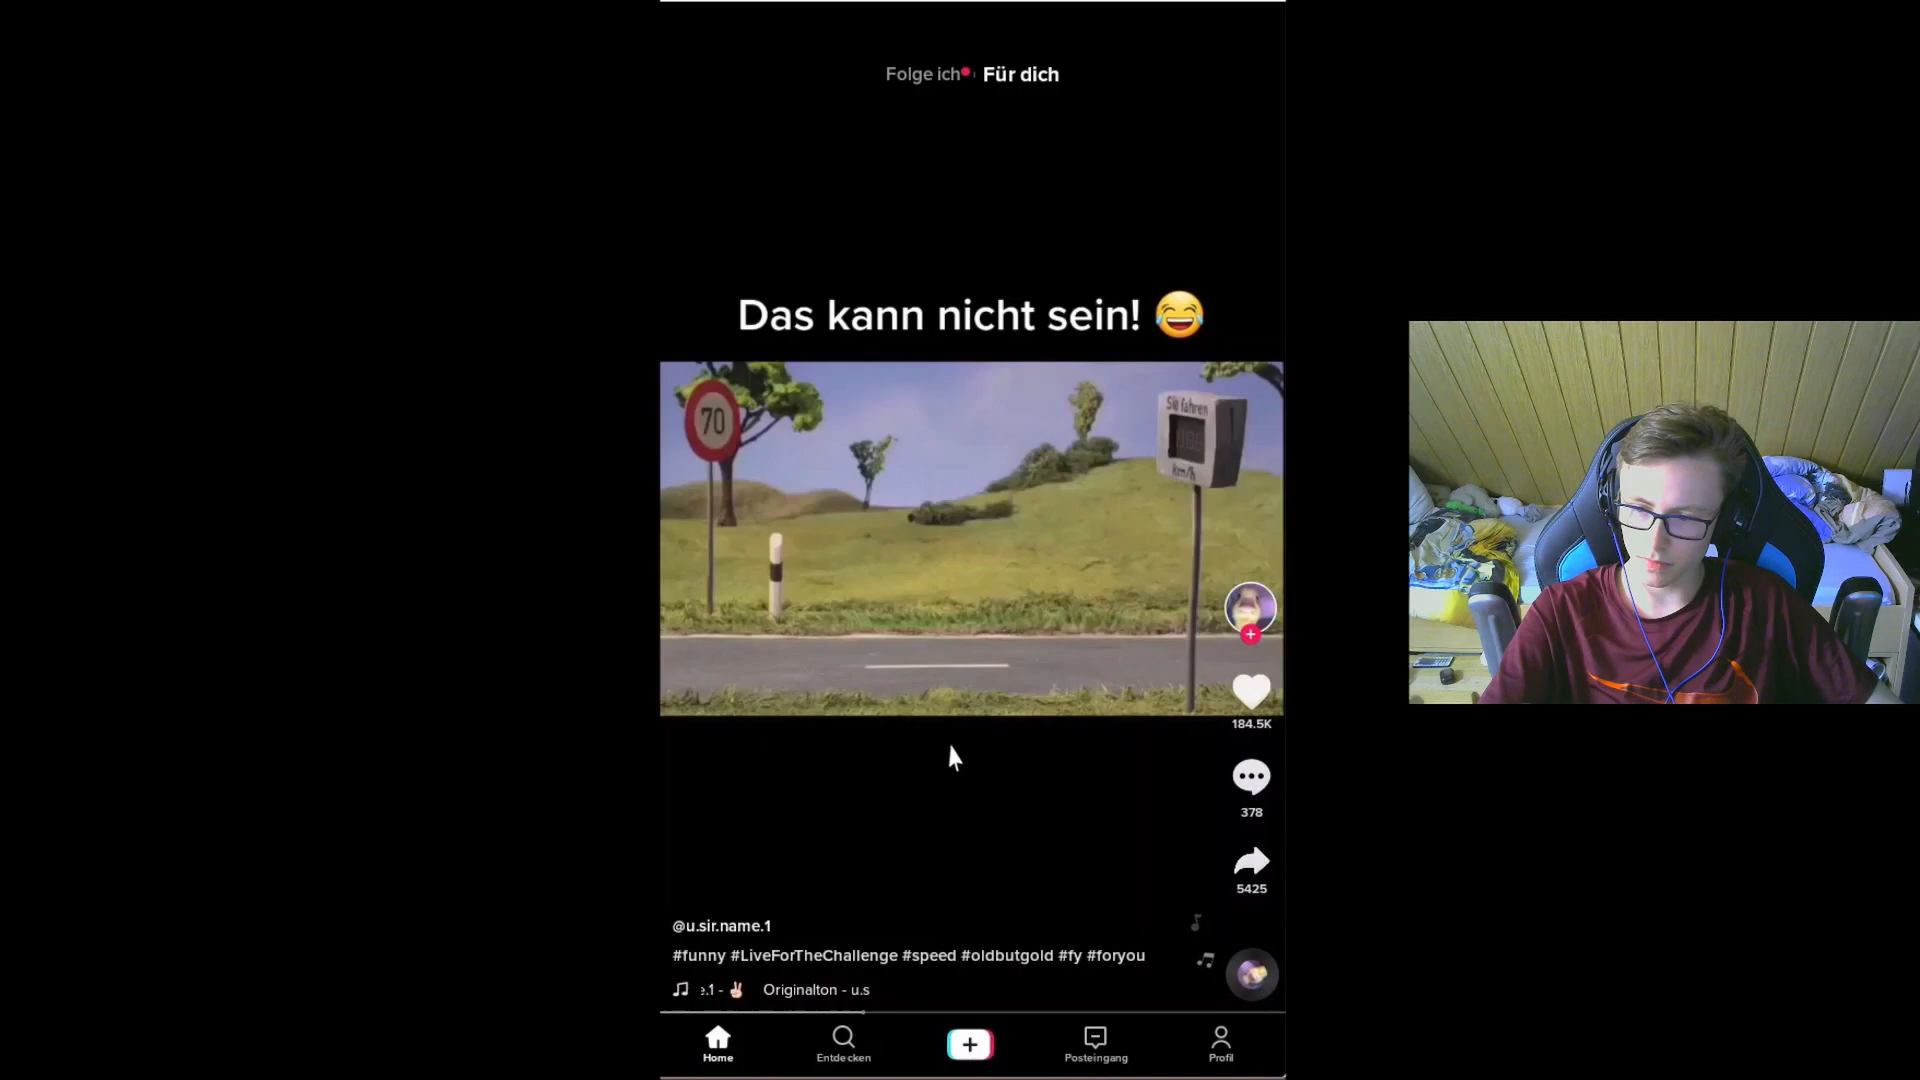 Folge ich Für dich
Das kann nicht sein! 😂
70
Sie fahren
km/h
184.5K
378
5425
@u.sir.name.1
#funny #LiveForTheChallenge #speed #oldbutgold #fy #foryou
.1 - ✌🏻 Originalton - u.s
Home Entdecken Posteingang Profil